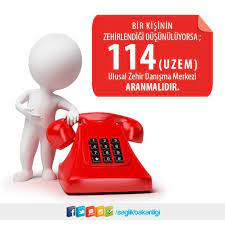 BİR KİŞİNİN
ZEHİRLENDİĞİ DÜŞÜNÜLÜYORSA ;
114 (UZEM)
Ulusal Zehir Danışma Merkezi
ARANMALIDIR.
/saglikbakanligi